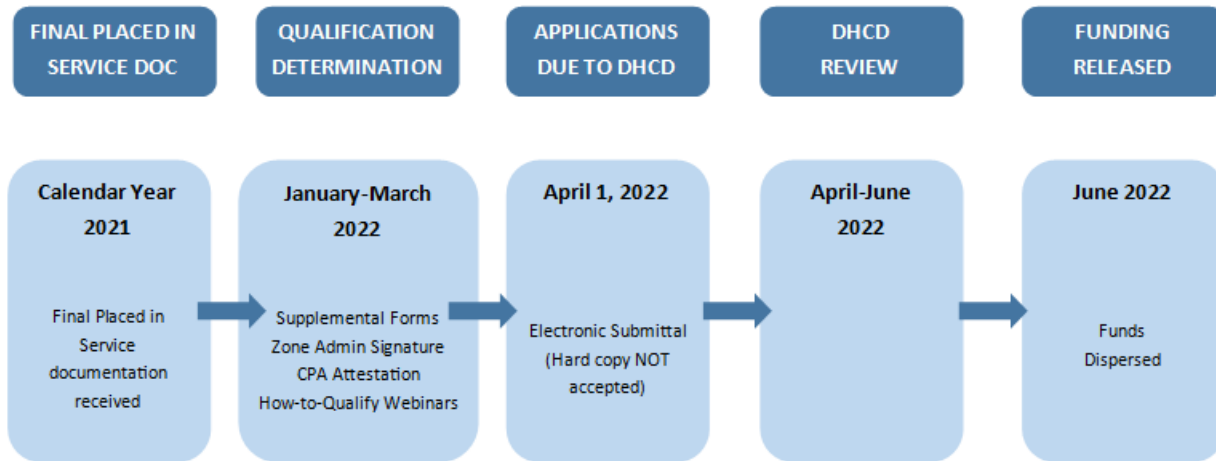 FINAL PLACED IN
SERVICE DOC
QUALIFICATION
DETERMINATION
APPLICATIONS
DUE TO DHCD
DHCD
REVIEW
FUNDING
RELEASED
Calendar Year
2021
Final Placed in
Service
documentation
received
January-March
2022
Supplemental Forms
Zone Admin Signature
CPA Attestation
How-to-Qualify Webinars
April 1, 2022
Electronic Submittal
(Hard copy NOT
accepted)
April-June
2022
June 2022
Funds
Dispersed